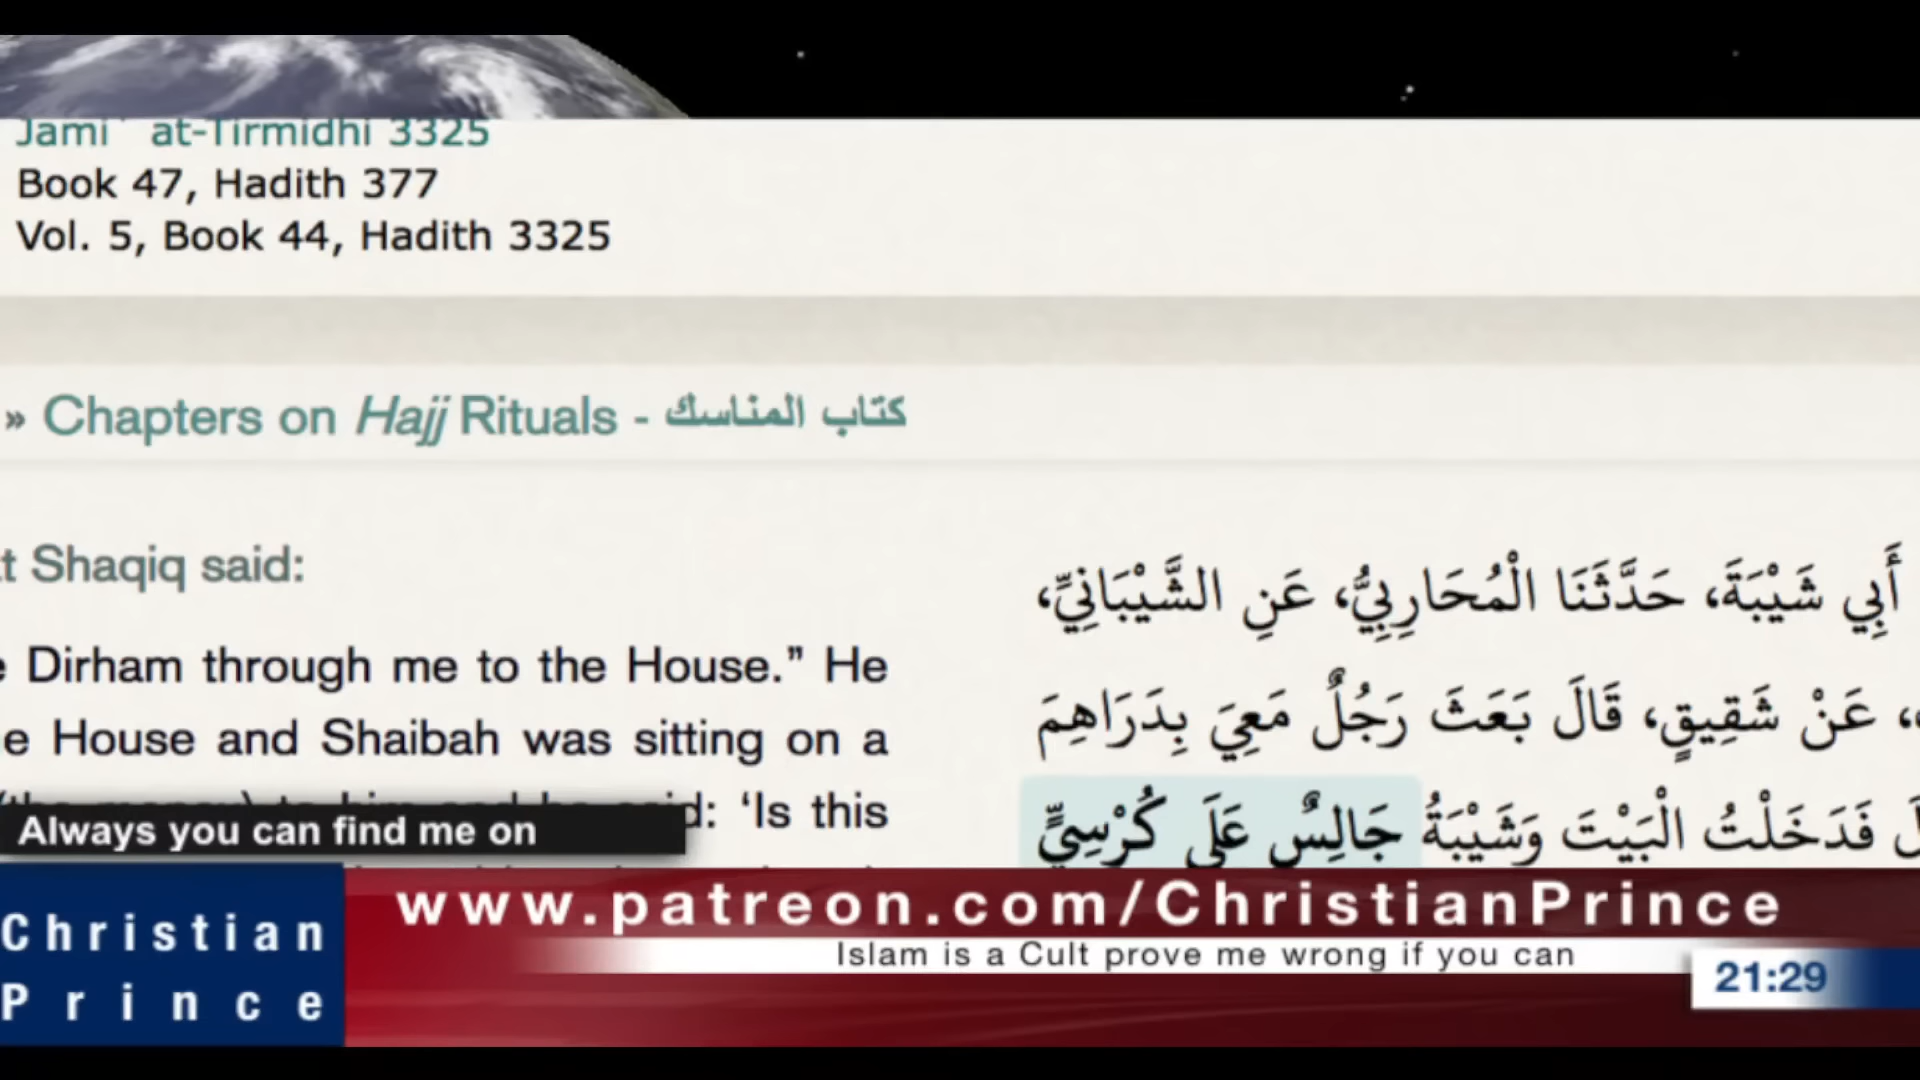 Jami` at-Tirmidhi 3325
Book 47, Hadith 377
Vol. 5, Book 44, Hadith 3325
» Chapters on Hajj Rituals - كتاب المناسك
Shaqiq said:
Dirham through me to the House.” He
House and Shaibah was sitting on a
said: ‘Is this
أَبِي شَيْبَةَ، حَدَّثَنَا الْمُحَارِبِيُّ، عَنِ الشَّيْبَانِيِّ،
عَنْ شَقِيقٍ، قَالَ بَعَثَ رَجُلٌ مَعِيَ بِدَرَاهِمَ
فَدَخَلْتُ الْبَيْتَ وَشَيْبَةُ جَالِسٌ عَلَى كُرْسِيٍّ
Always you can find me on
Christian
Prince
www.patreon.com/ChristianPrince
Islam is a Cult prove me wrong if you can
21:29